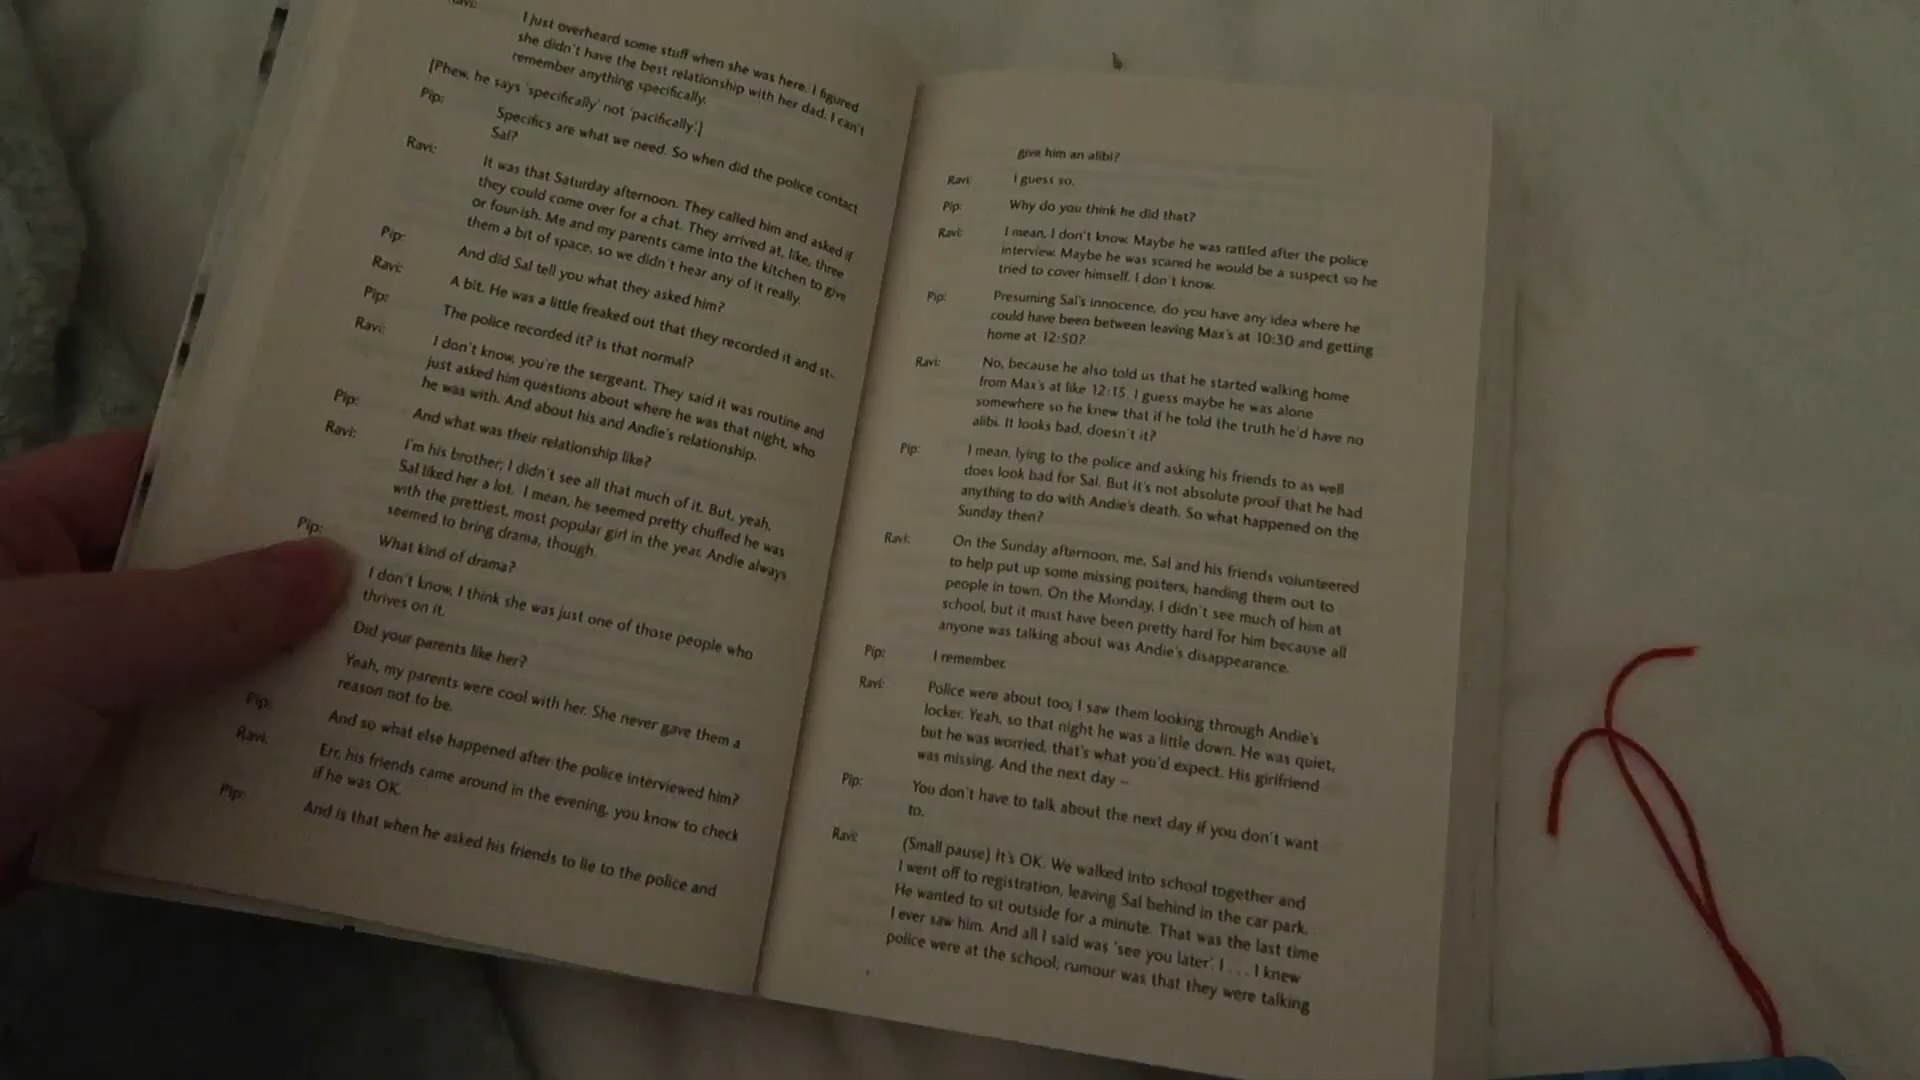 Ravi:
I just overheard some stuff when she was here. I figured
she didn't have the best relationship with her dad. I can't
remember anything specifically.
[Phew, he says 'specifically' not 'pacifically'.]
Pip:
Specifics are what we need. So when did the police contact
Sal?
Ravi:
It was that Saturday afternoon. They called him and asked if
they could come over for a chat. They arrived at, like, three
or four-ish. Me and my parents came into the kitchen to give
them a bit of space, so we didn't hear any of it really.
Pip:
And did Sal tell you what they asked him?
Ravi:
A bit. He was a little freaked out that they recorded it and st–
Pip:
The police recorded it? Is that normal?
Ravi:
I don't know, you're the sergeant. They said it was routine and
just asked him questions about where he was that night, who
he was with. And about his and Andie's relationship.
Pip:
And what was their relationship like?
Ravi:
I'm his brother; I didn't see all that much of it. But, yeah,
Sal liked her a lot. I mean, he seemed pretty chuffed he was
with the prettiest, most popular girl in the year. Andie always
seemed to bring drama, though.
Pip:
What kind of drama?
I don't know, I think she was just one of those people who
thrives on it.
Did your parents like her?
Yeah, my parents were cool with her. She never gave them a
reason not to be.
Pip:
And so what else happened after the police interviewed him?
Ravi:
Err, his friends came around in the evening, you know to check
if he was OK.
Pip:
And is that when he asked his friends to lie to the police and
give him an alibi?
Ravi:
I guess so.
Pip:
Why do you think he did that?
Ravi:
I mean, I don't know. Maybe he was rattled after the police
interview. Maybe he was scared he would be a suspect so he
tried to cover himself. I don't know.
Pip:
Presuming Sal's innocence, do you have any idea where he
could have been between leaving Max's at 10:30 and getting
home at 12:50?
Ravi:
No, because he also told us that he started walking home
from Max's at like 12:15. I guess maybe he was alone
somewhere so he knew that if he told the truth he'd have no
alibi. It looks bad, doesn't it?
Pip:
I mean, lying to the police and asking his friends to as well
does look bad for Sal. But it's not absolute proof that he had
anything to do with Andie's death. So what happened on the
Sunday then?
Ravi:
On the Sunday afternoon, me, Sal and his friends volunteered
to help put up some missing posters, handing them out to
people in town. On the Monday, I didn't see much of him at
school, but it must have been pretty hard for him because all
anyone was talking about was Andie's disappearance.
Pip:
I remember.
Ravi:
Police were about too; I saw them looking through Andie's
locker. Yeah, so that night he was a little down. He was quiet,
but he was worried, that's what you'd expect. His girlfriend
was missing. And the next day –
Pip:
You don't have to talk about the next day if you don't want
to.
Ravi:
(Small pause) It's OK. We walked into school together and
I went off to registration, leaving Sal behind in the car park.
He wanted to sit outside for a minute. That was the last time
I ever saw him. And all I said was 'see you later'. I . . . I knew
police were at the school; rumour was that they were talking